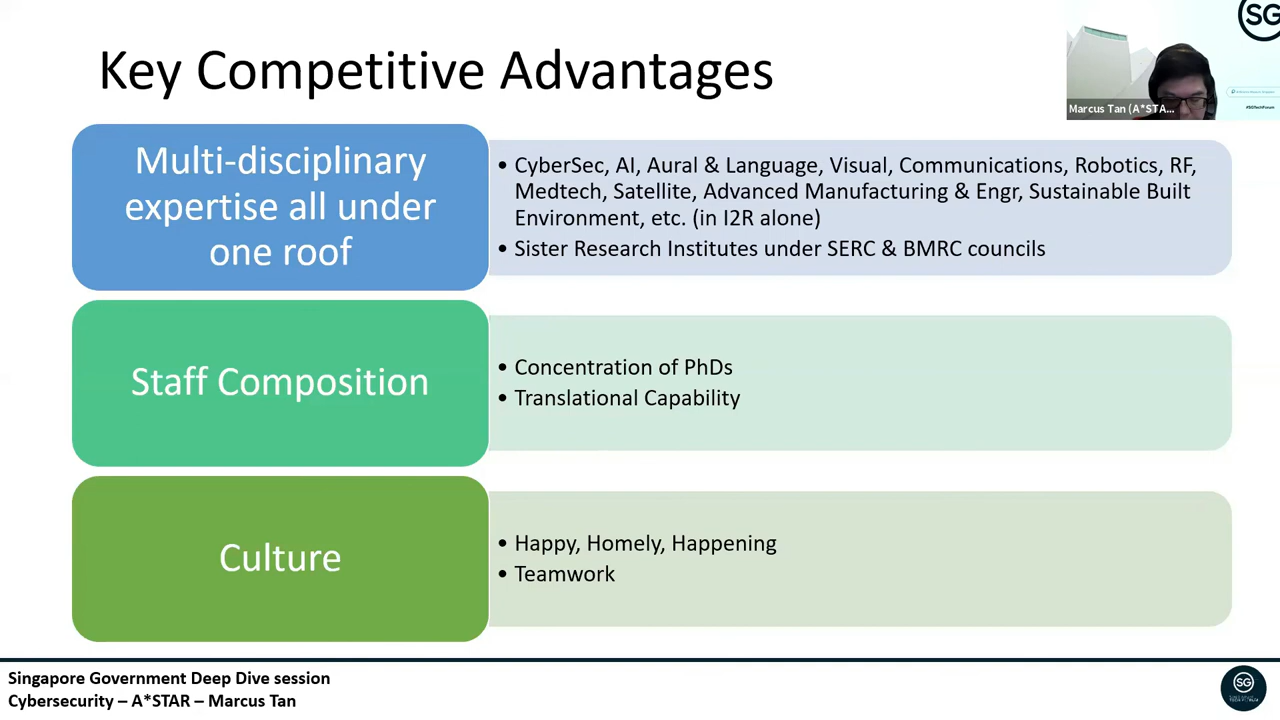 Key Competitive Advantages
SG
Marcus Tan (A*STA...
#SGTechForum
Multi-disciplinary
expertise all under
one roof
• CyberSec, AI, Aural & Language, Visual, Communications, Robotics, RF,
Medtech, Satellite, Advanced Manufacturing & Engr, Sustainable Built
Environment, etc. (in I2R alone)
• Sister Research Institutes under SERC & BMRC councils
Staff Composition
• Concentration of PhDs
• Translational Capability
Culture
• Happy, Homely, Happening
• Teamwork
Singapore Government Deep Dive session
Cybersecurity – A*STAR – Marcus Tan
SG